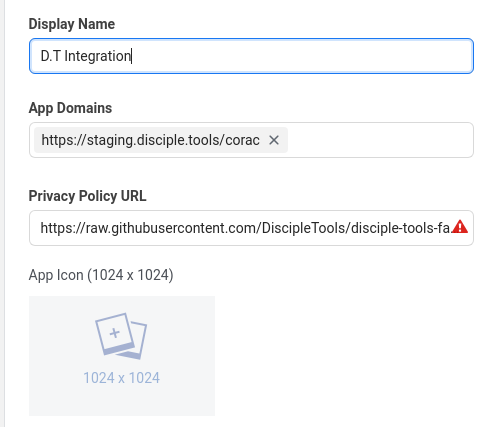 Display Name
D.T Integration
App Domains
https://staging.disciple.tools/corac
Privacy Policy URL
https://raw.githubusercontent.com/DiscipleTools/disciple-tools-fa
App Icon (1024 x 1024)
1024 x 1024